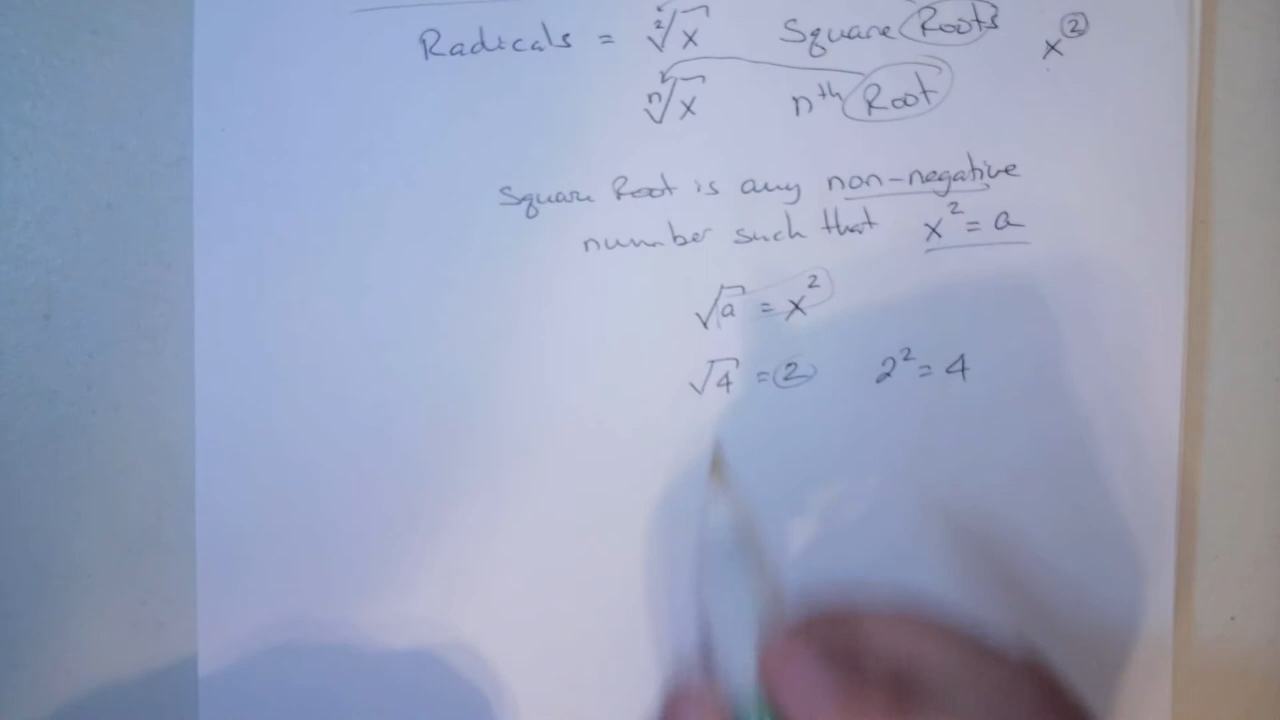 Radicals = ²√x Square Roots x²
ⁿ√x nth Root
Square Root is any non-negative
number such that x² = a
√a = x²
√4 = 2 2² = 4